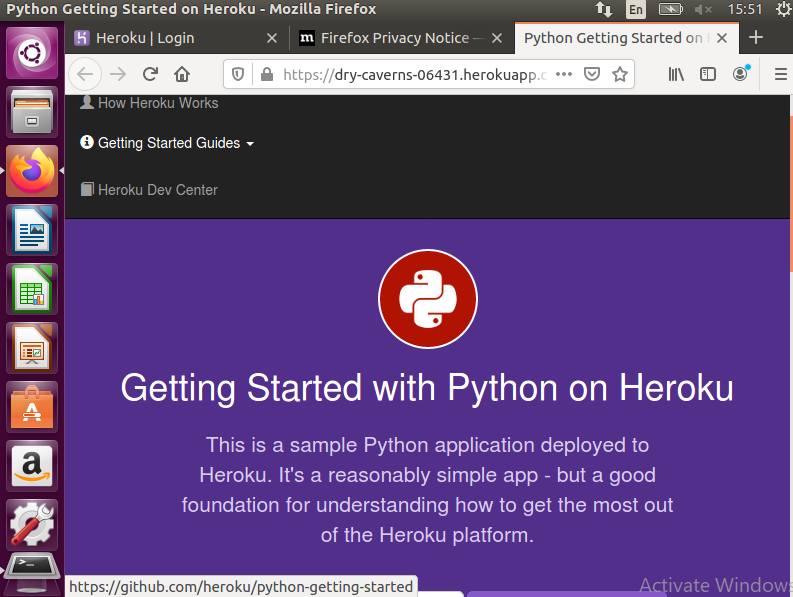 Python Getting Started on Heroku - Mozilla Firefox
En
15:51
Heroku | Login
Firefox Privacy Notice —
Python Getting Started on
https://dry-caverns-06431.herokuapp.c
How Heroku Works
Getting Started Guides
Heroku Dev Center
Getting Started with Python on Heroku
This is a sample Python application deployed to
Heroku. It's a reasonably simple app - but a good
foundation for understanding how to get the most out
of the Heroku platform.
https://github.com/heroku/python-getting-started
Activate Windows